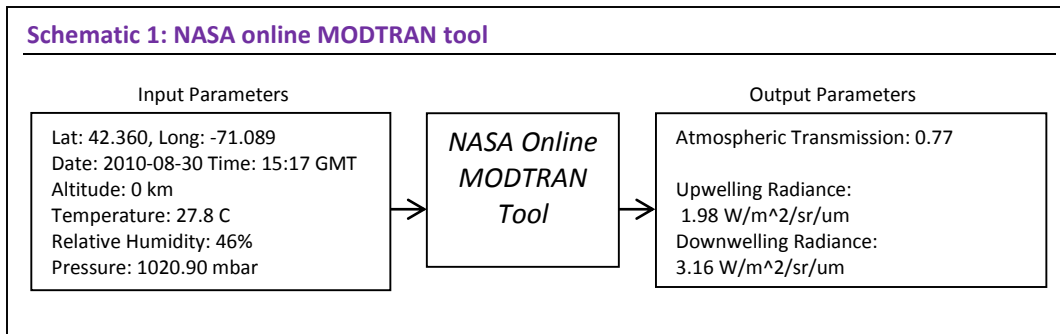 Schematic 1: NASA online MODTRAN tool
Input Parameters
Lat: 42.360, Long: -71.089
Date: 2010-08-30 Time: 15:17 GMT
Altitude: 0 km
Temperature: 27.8 C
Relative Humidity: 46%
Pressure: 1020.90 mbar
NASA Online
MODTRAN
Tool
Output Parameters
Atmospheric Transmission: 0.77
Upwelling Radiance:
1.98 W/m^2/sr/um
Downwelling Radiance:
3.16 W/m^2/sr/um